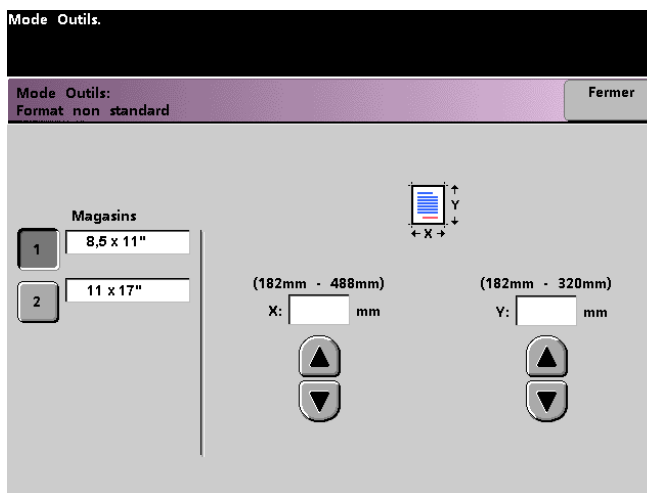 Mode Outils.
Mode Outils:
Format non standard
Fermer
Magasins
1
8,5 x 11"
2
11 x 17"
Y
X
(182mm - 488mm)
X: mm
(182mm - 320mm)
Y: mm